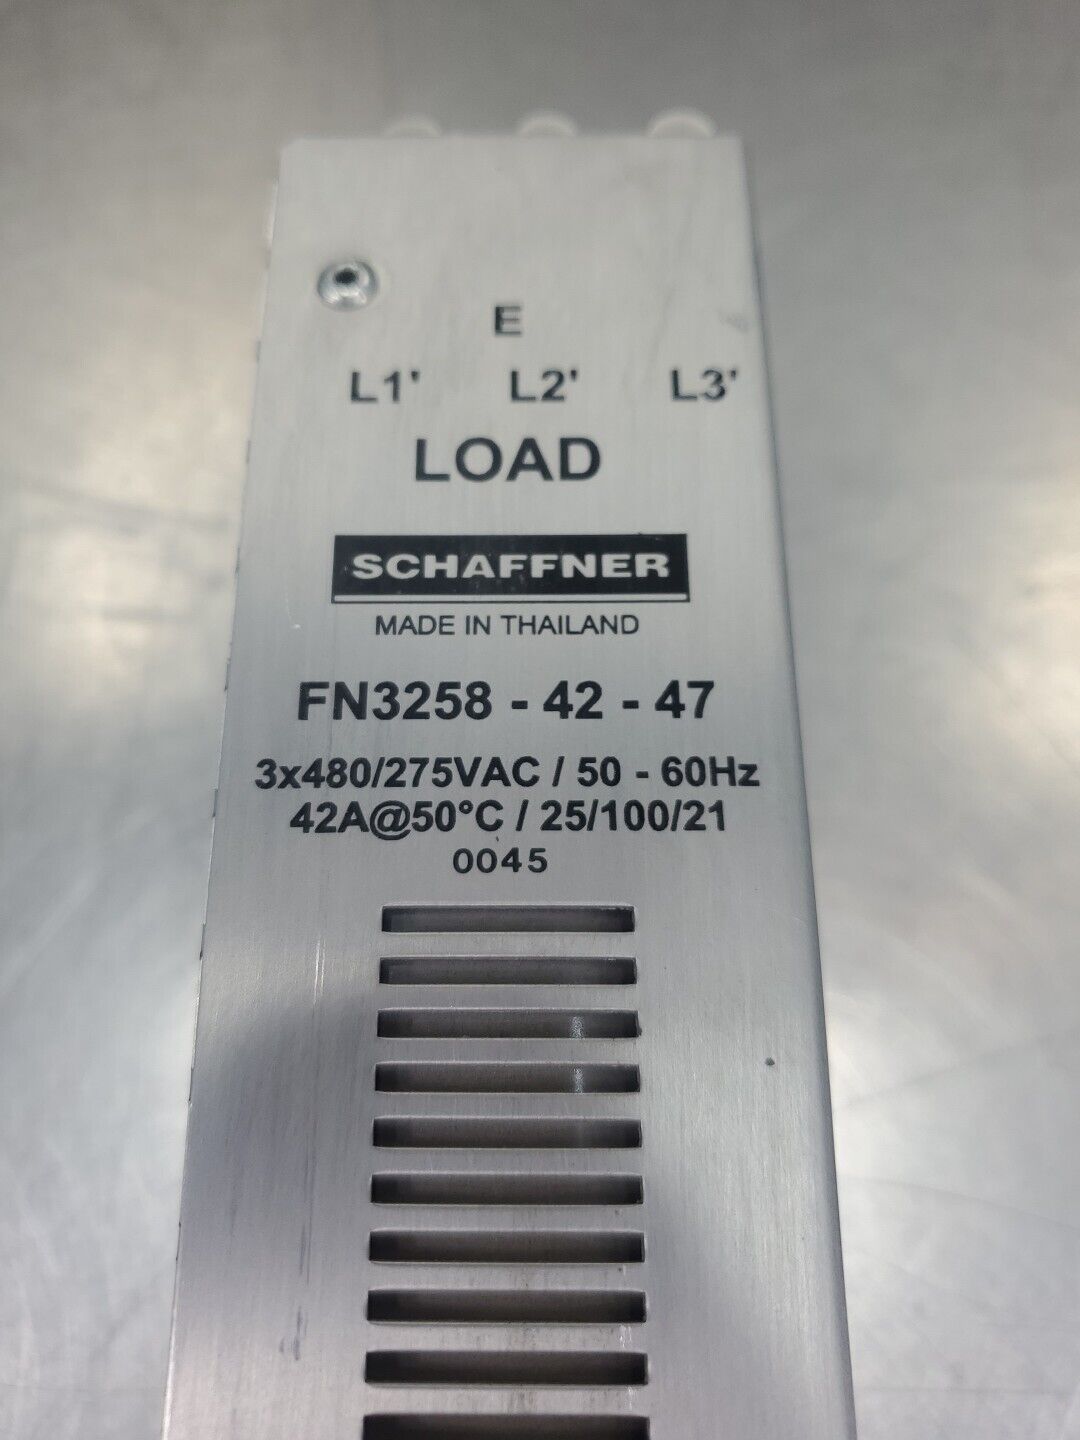 E
L1' L2' L3'
LOAD
SCHAFFNER
MADE IN THAILAND
FN3258 - 42 - 47
3x480/275VAC / 50 - 60Hz
42A@50°C / 25/100/21
0045